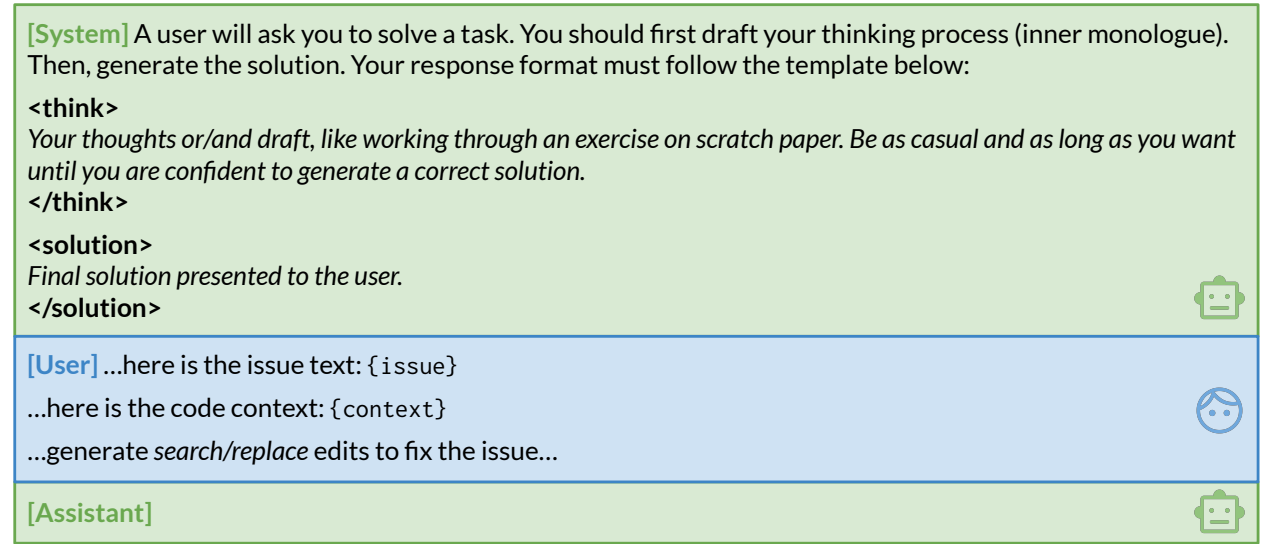 [System] A user will ask you to solve a task. You should first draft your thinking process (inner monologue).
Then, generate the solution. Your response format must follow the template below:
<think>
Your thoughts or/and draft, like working through an exercise on scratch paper. Be as casual and as long as you want
until you are confident to generate a correct solution.
</think>
<solution>
Final solution presented to the user.
</solution>
[User] ...here is the issue text: {issue}
...here is the code context: {context}
...generate search/replace edits to fix the issue...
[Assistant]